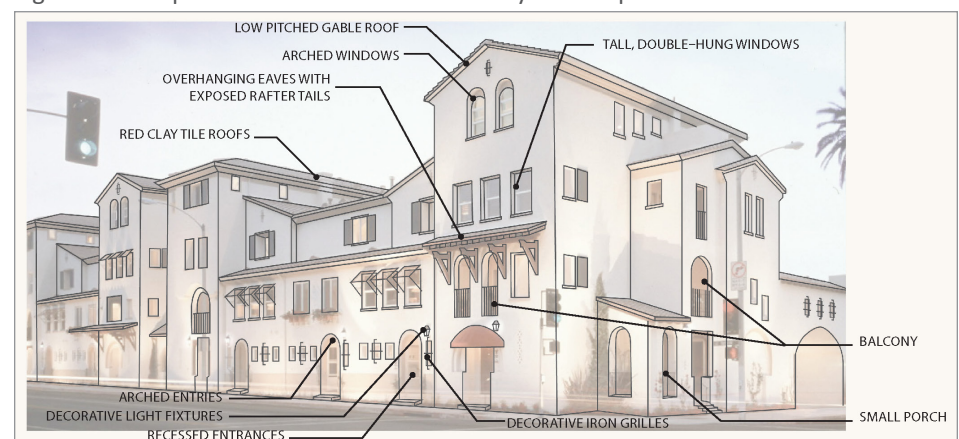 LOW PITCHED GABLE ROOF
ARCHED WINDOWS
TALL, DOUBLE-HUNG WINDOWS
OVERHANGING EAVES WITH
EXPOSED RAFTER TAILS
RED CLAY TILE ROOFS
BALCONY
ARCHED ENTRIES
DECORATIVE LIGHT FIXTURES
RECESSED ENTRANCES
DECORATIVE IRON GRILLES
SMALL PORCH